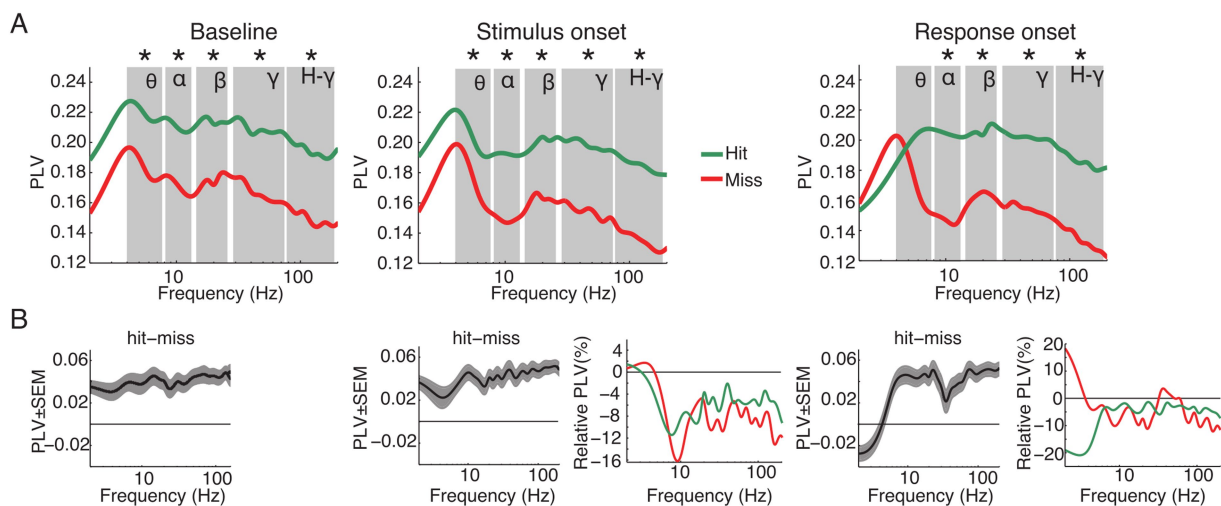 A
Baseline
Stimulus onset
Response onset
* * * * *
* * * * *
* * * *
θ α β γ H-γ
θ α β γ H-γ
θ α β γ H-γ
PLV
0.24
0.22
0.20
0.18
0.16
0.14
0.12
10 100
Frequency (Hz)
PLV
0.24
0.22
0.20
0.18
0.16
0.14
0.12
10 100
Frequency (Hz)
Hit
Miss
PLV
0.24
0.22
0.20
0.18
0.16
0.14
0.12
10 100
Frequency (Hz)
B
hit–miss
PLV±SEM
0.06
0.02
−0.02
10 100
Frequency (Hz)
hit–miss
PLV±SEM
0.06
0.02
−0.02
10 100
Frequency (Hz)
Relative PLV(%)
4
0
−4
−8
−12
−16
10 100
Frequency (Hz)
hit–miss
PLV±SEM
0.06
0.02
−0.02
10 100
Frequency (Hz)
Relative PLV(%)
20
10
0
−10
−20
10 100
Frequency (Hz)